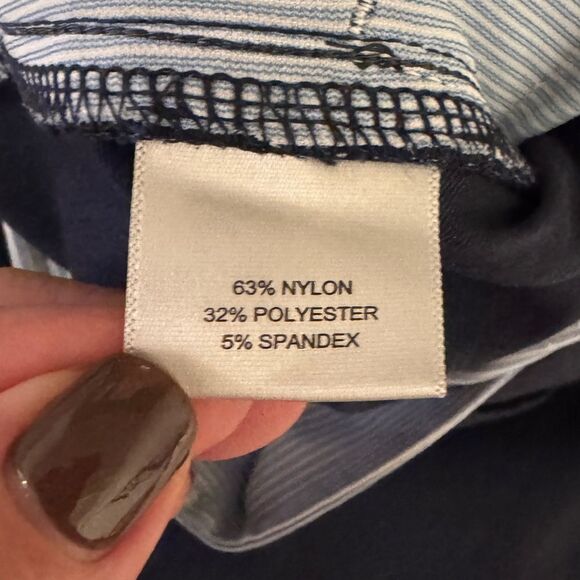 63% NYLON
32% POLYESTER
5% SPANDEX